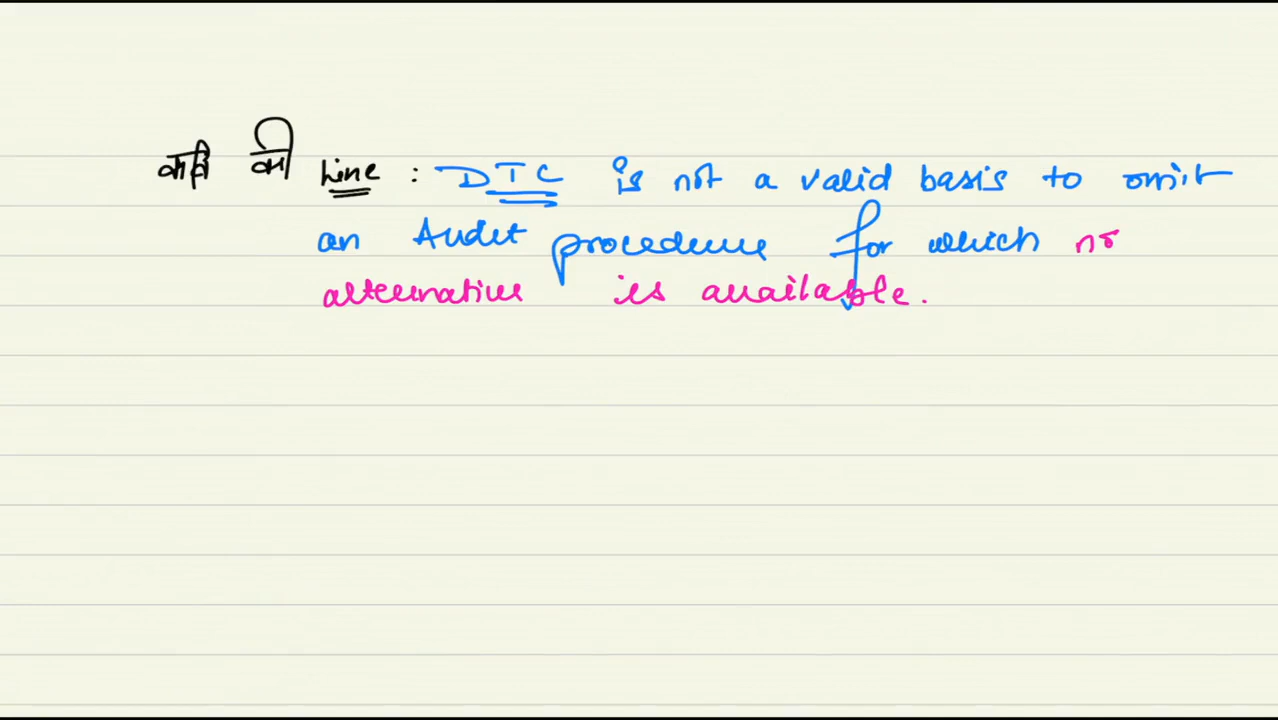 की Line : DTC is not a valid basis to omit
an Audit procedure for which no
alternative is available.